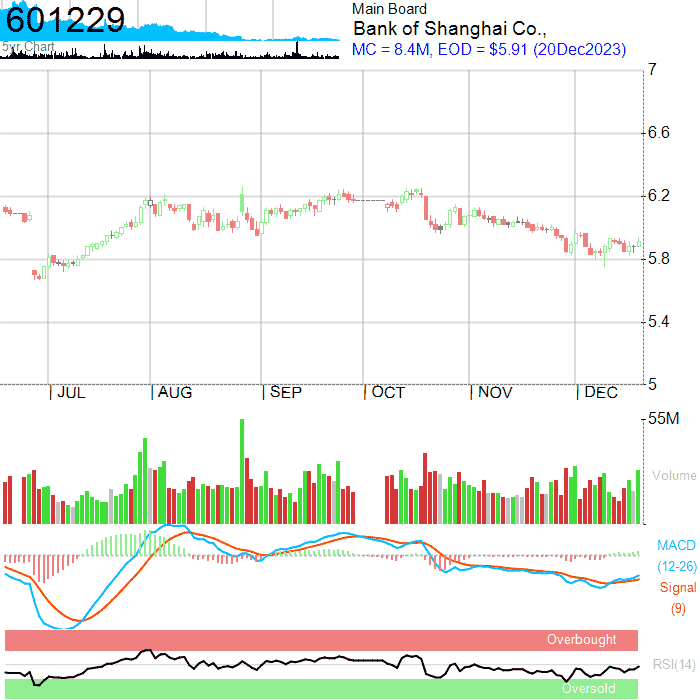 601229
5yr Chart
Main Board
Bank of Shanghai Co.,
MC = 8.4M, EOD = $5.91 (20Dec2023)
7
6.6
6.2
5.8
5.4
5
JUL
AUG
SEP
OCT
NOV
DEC
55M
Volume
MACD
(12-26)
Signal
(9)
Overbought
RSI(14)
Oversold